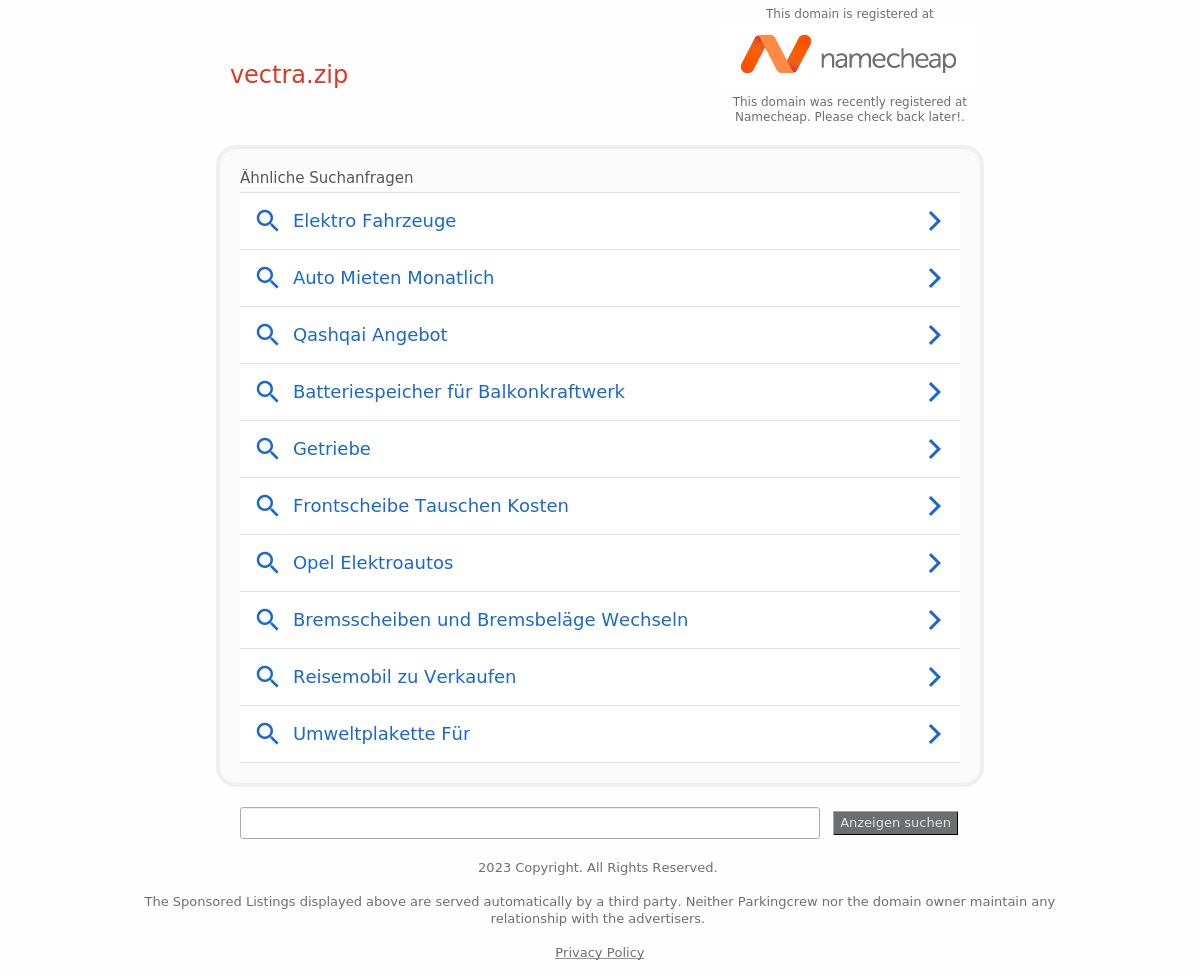 This domain is registered at
namecheap
vectra.zip
This domain was recently registered at
Namecheap. Please check back later!.
Ähnliche Suchanfragen
Elektro Fahrzeuge
Auto Mieten Monatlich
Qashqai Angebot
Batteriespeicher für Balkonkraftwerk
Getriebe
Frontscheibe Tauschen Kosten
Opel Elektroautos
Bremsscheiben und Bremsbeläge Wechseln
Reisemobil zu Verkaufen
Umweltplakette Für
Anzeigen suchen
2023 Copyright. All Rights Reserved.
The Sponsored Listings displayed above are served automatically by a third party. Neither Parkingcrew nor the domain owner maintain any
relationship with the advertisers.
Privacy Policy